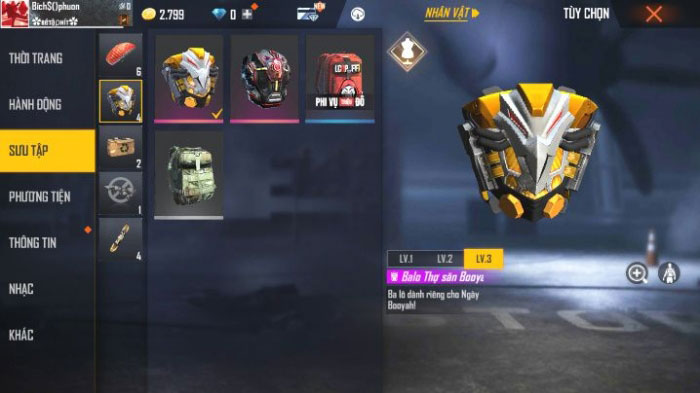 BichS()phuon
2.799
0 +
NEW
NHÂN VẬT
TÙY CHỌN
THỜI TRANG
HÀNH ĐỘNG
SƯU TẬP
PHƯƠNG TIỆN
THÔNG TIN
NHẠC
KHÁC
6
4
2
1
4
PHI VỤ TRIỆU ĐÔ
LV.1
LV.2
LV.3
Balo Thợ săn Booya
Ba lô dành riêng cho Ngày
Booyah!